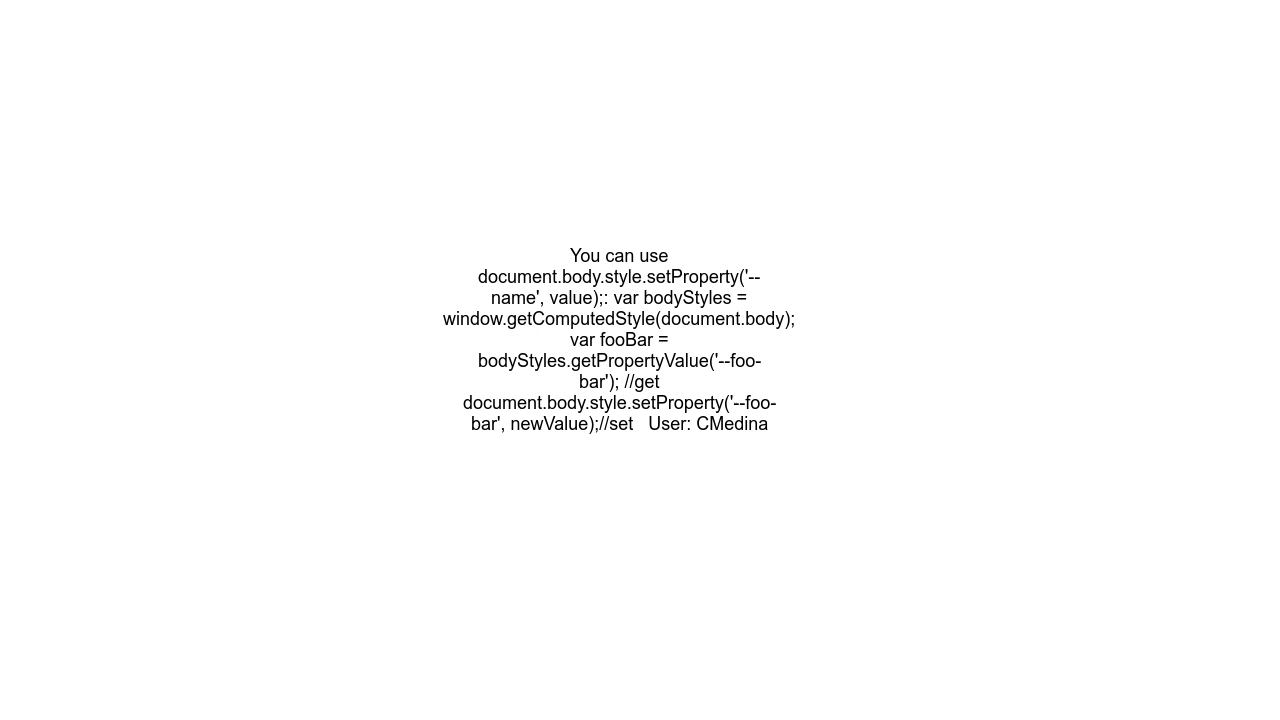 You can use
document.body.style.setProperty('--
name', value);: var bodyStyles =
window.getComputedStyle(document.body);
var fooBar =
bodyStyles.getPropertyValue('--foo-
bar'); //get
document.body.style.setProperty('--foo-
bar', newValue);//set   User: CMedina